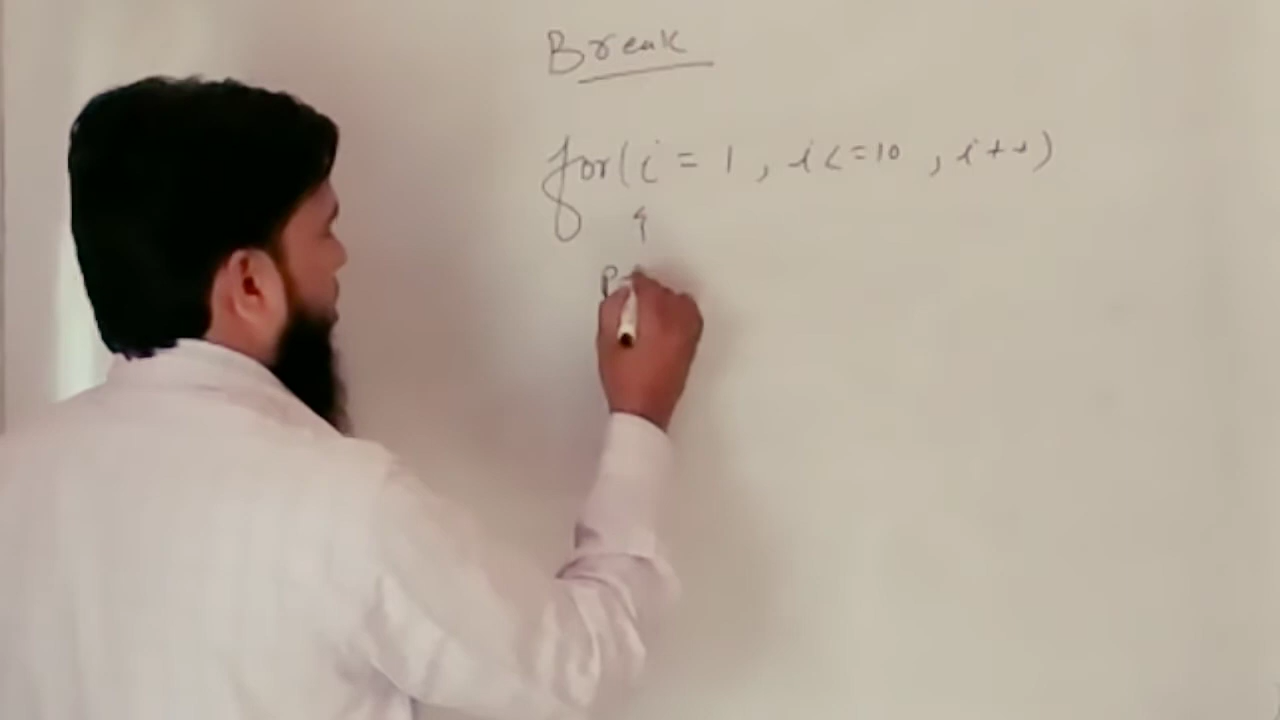 Break
for(i = 1, i<=10, i++)
{